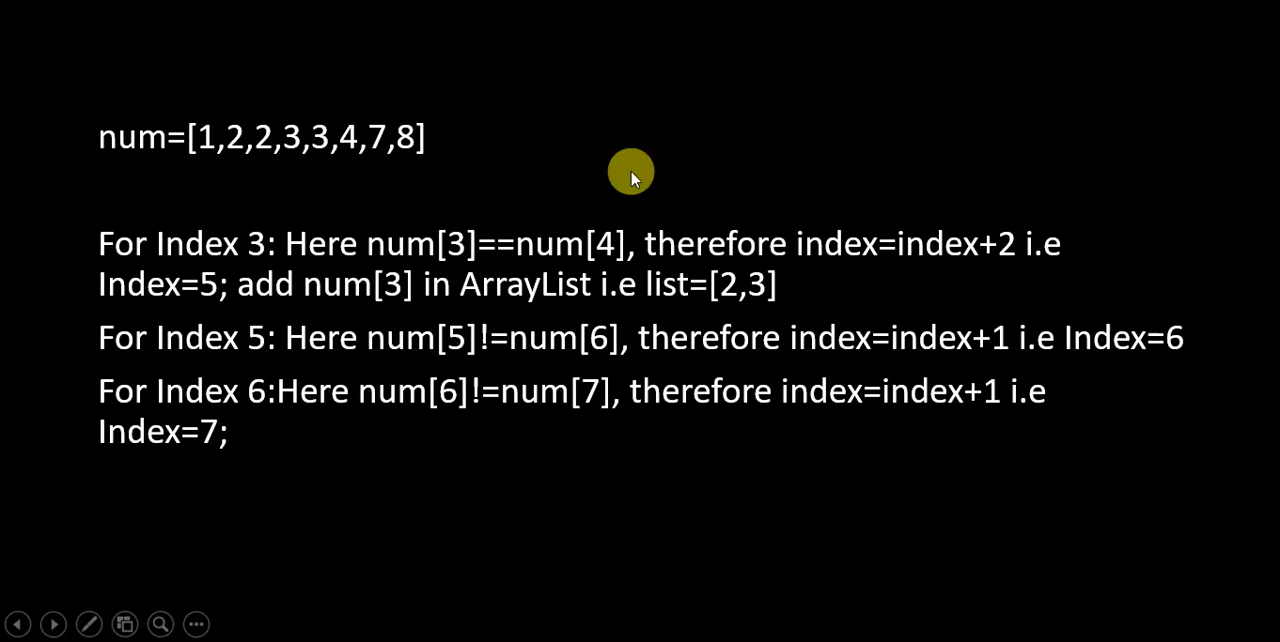 num=[1,2,2,3,3,4,7,8]
For Index 3: Here num[3]==num[4], therefore index=index+2 i.e
Index=5; add num[3] in ArrayList i.e list=[2,3]
For Index 5: Here num[5]!=num[6], therefore index=index+1 i.e Index=6
For Index 6:Here num[6]!=num[7], therefore index=index+1 i.e
Index=7;